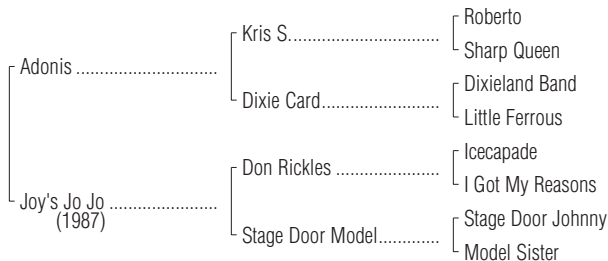 Roberto
Kris S.
Sharp Queen
Adonis
Dixieland Band
Dixie Card
Little Ferrous
Icecapade
Don Rickles
I Got My Reasons
Joy's Jo Jo
(1987)
Stage Door Johnny
Stage Door Model
Model Sister